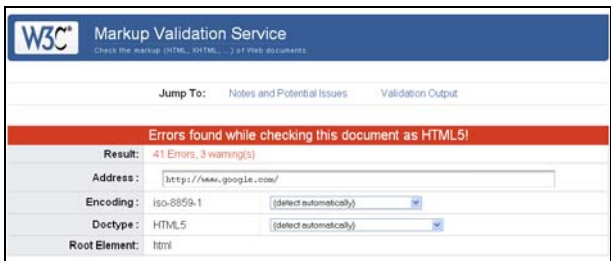 W3C® Markup Validation Service
Check the markup (HTML, XHTML, ...) of Web documents.
Jump To: Notes and Potential Issues Validation Output
Errors found while checking this document as HTML5!
Result: 41 Errors, 3 warning(s)
Address : http://www.google.com/
Encoding : iso-8859-1 (detect automatically)
Doctype : HTML5 (detect automatically)
Root Element: html